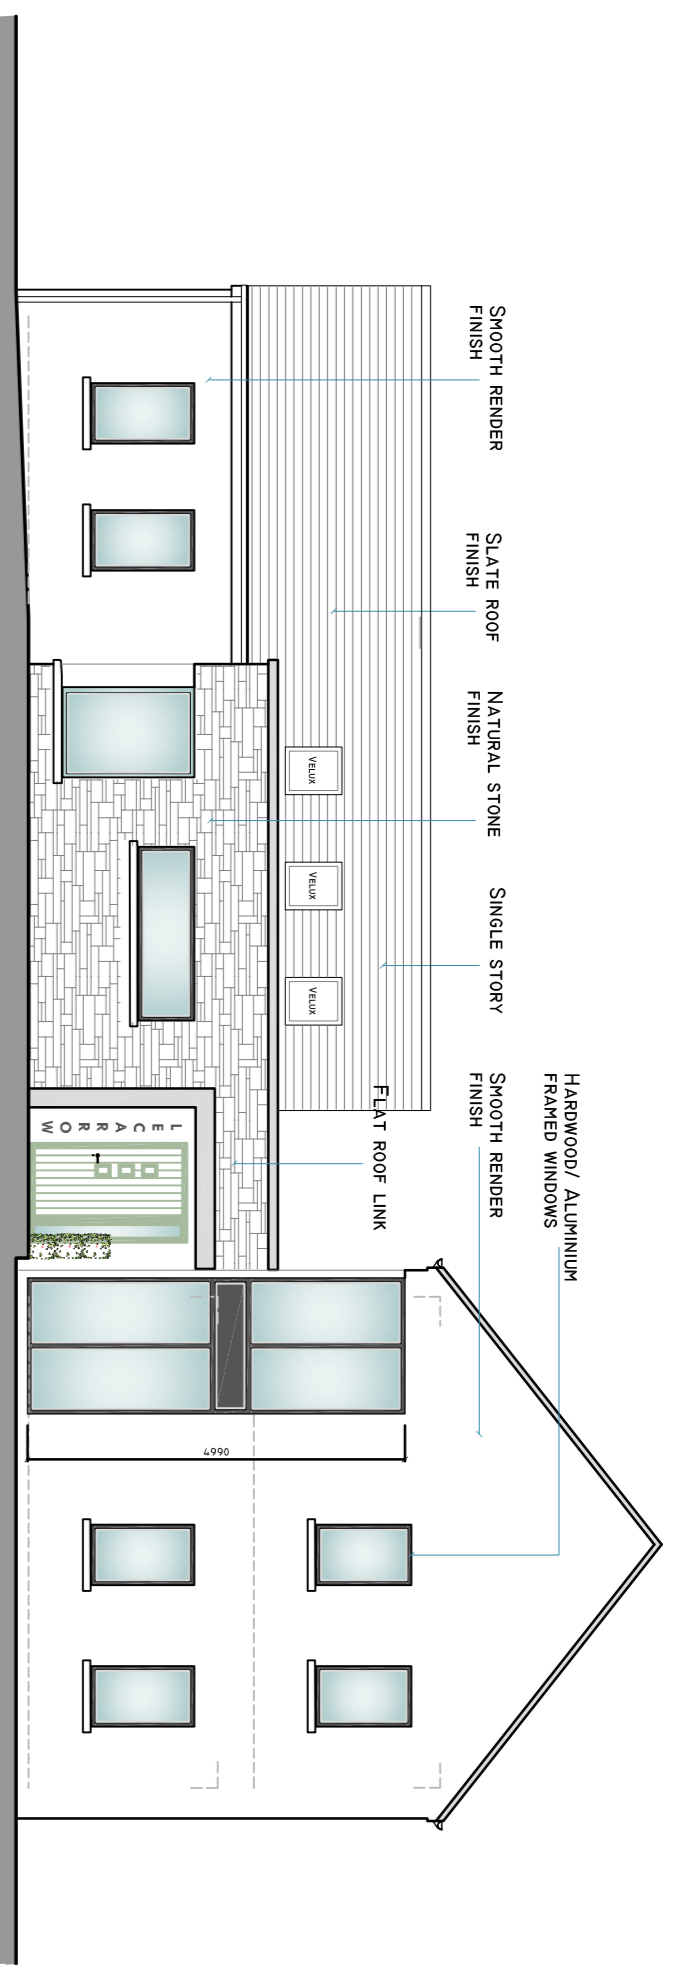 SMOOTH RENDER
FINISH
SLATE ROOF
FINISH
NATURAL STONE
FINISH
SINGLE STORY
HARDWOOD/ ALUMINIUM
FRAMED WINDOWS
SMOOTH RENDER
FINISH
FLAT ROOF LINK
VELUX
VELUX
VELUX
LECARROW
4990